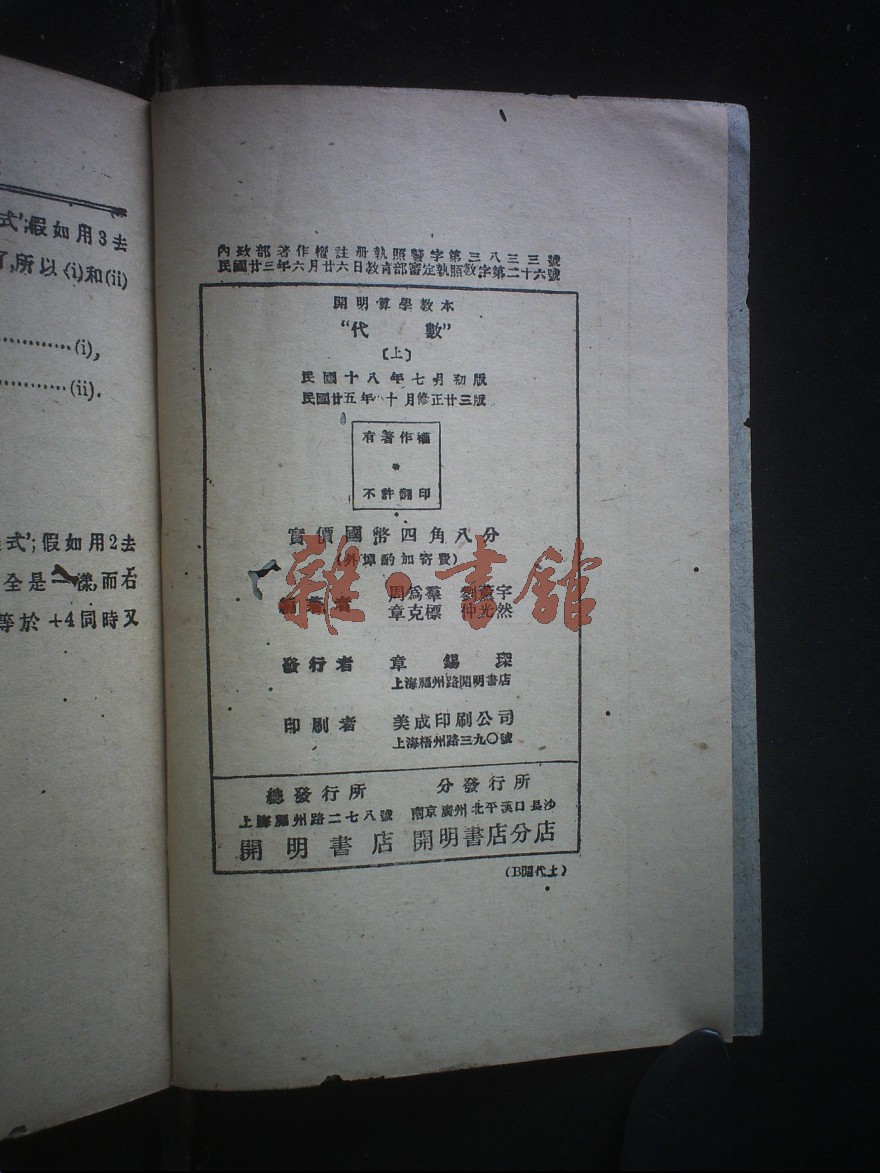 式';假如用3去
了,所以(i)和(ii)
(i),
(ii).
式';假如用2去
全是一樣,而右
等於+4同時又
內政部著作權註冊執照警字第三八三三號
民國廿三年六月廿六日教育部審定執照教字第二十六號
開明算學教本
“代 數”
〔上〕
民國十八年七月初版
民國廿五年十月修正廿三版
有著作權
不許翻印
實價國幣四角八分
(外埠酌加寄費)
周爲羣 劉薰宇
章克標 仲光然
發行者 章錫琛
上海福州路開明書店
印刷者 美成印刷公司
上海梧州路三九〇號
總發行所
上海福州路二七八號
開明書店
分發行所
南京廣州北平漢口長沙
開明書店分店
(B開代上)
雜·書館